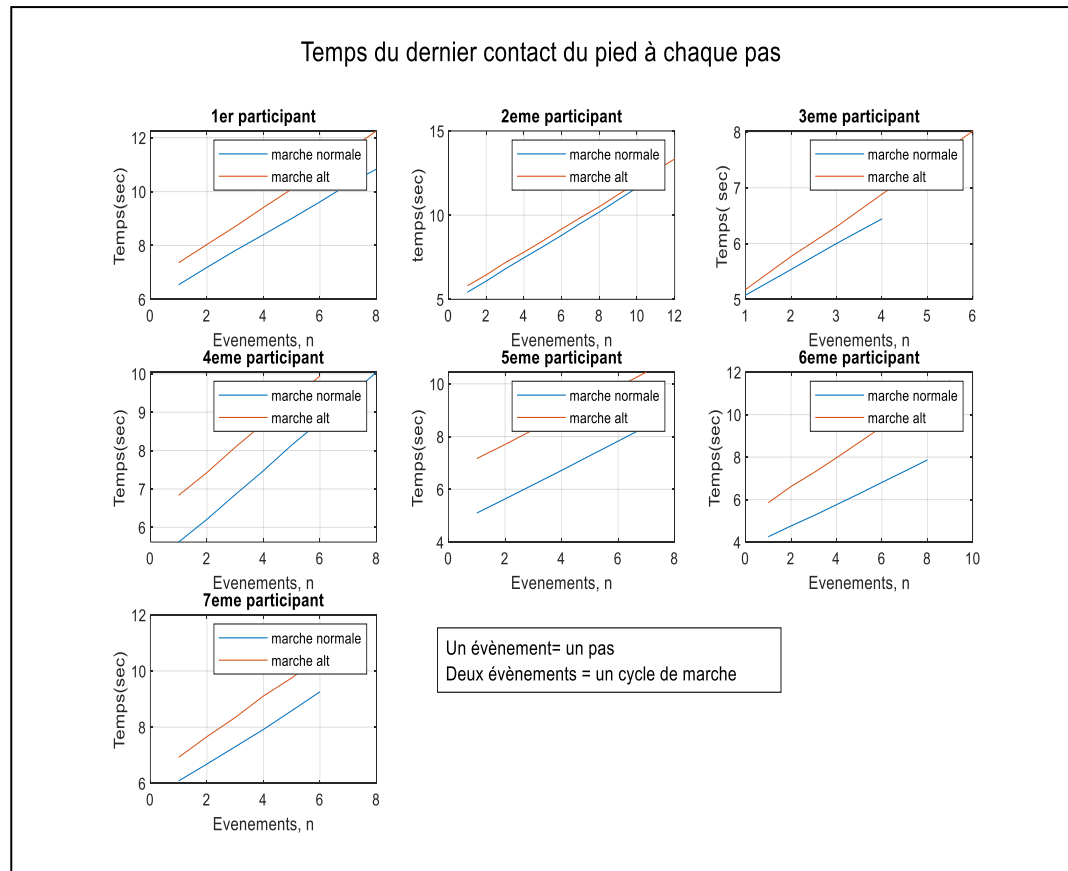 Temps du dernier contact du pied à chaque pas
1er participant
marche normale
marche alt
Temps(sec)
12
10
8
6
0 2 4 6 8
Evenements, n
2eme participant
marche normale
marche alt
temps(sec)
15
10
5
0 2 4 6 8 10 12
Evenements, n
3eme participant
marche normale
marche alt
Temps( sec)
8
7
6
5
1 2 3 4 5 6
Evenements, n
4eme participant
marche normale
marche alt
Temps(sec)
10
9
8
7
6
0 2 4 6 8
Evenements, n
5eme participant
marche normale
marche alt
Temps(sec)
10
8
6
4
0 2 4 6 8
Evenements, n
6eme participant
marche normale
marche alt
Temps(sec)
12
10
8
6
4
0 2 4 6 8 10
Evenements, n
7eme participant
marche normale
marche alt
Temps(sec)
12
10
8
6
0 2 4 6 8
Evenements, n
Un évènement= un pas
Deux évènements = un cycle de marche